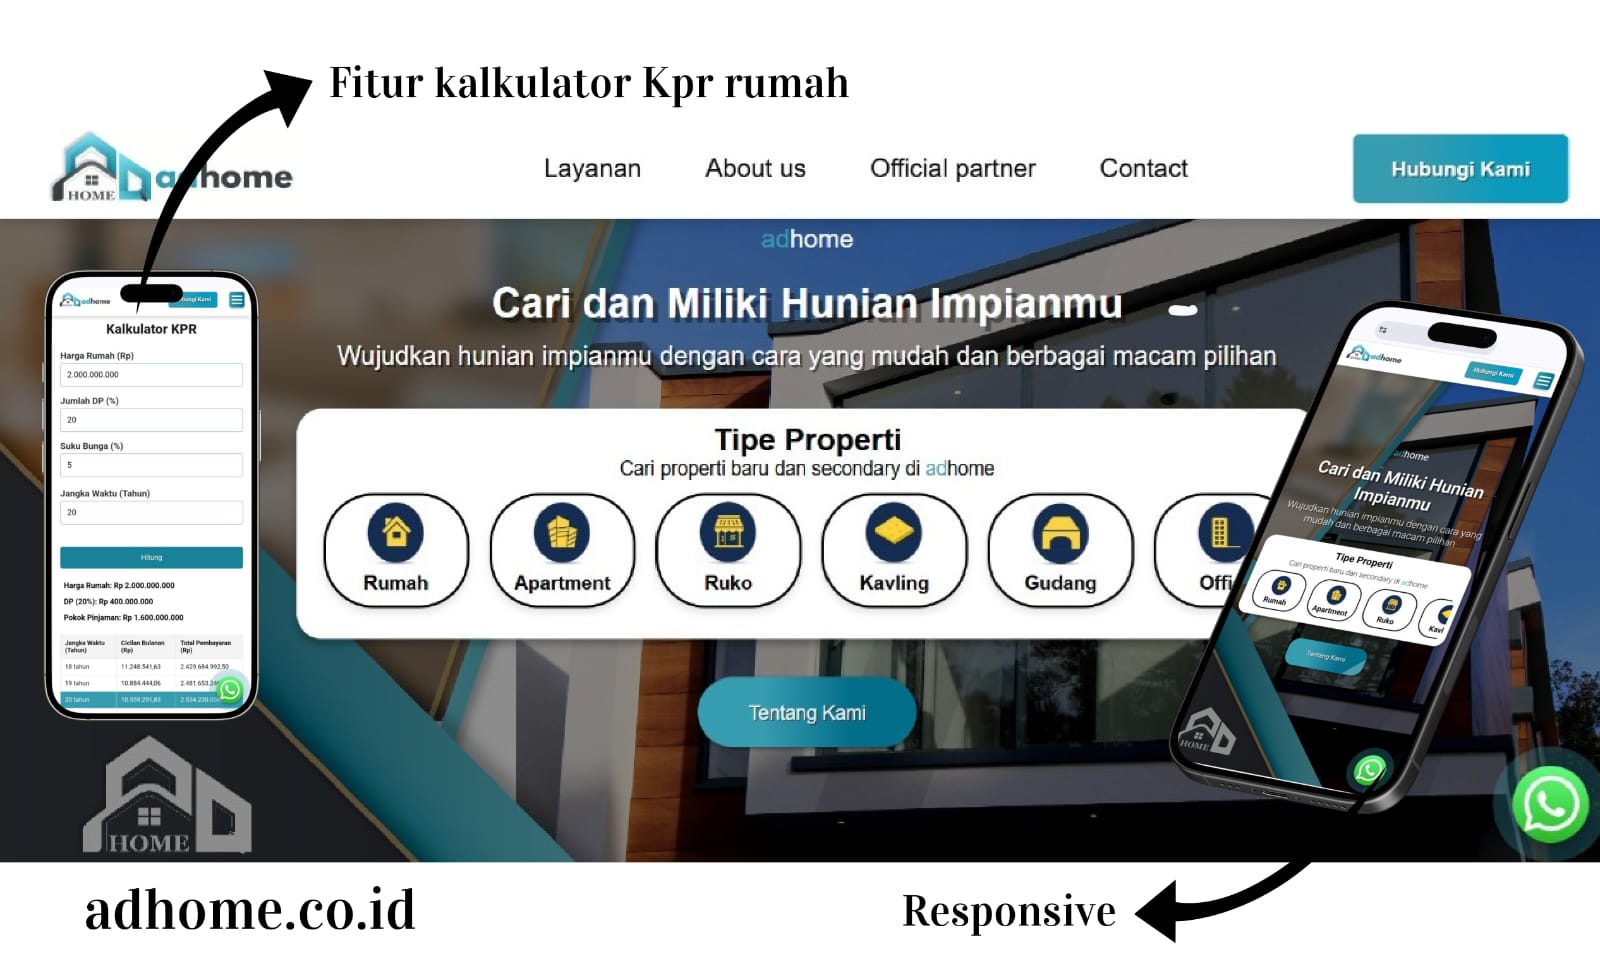 Fitur kalkulator Kpr rumah
HOME
adhome
Layanan
About us
Official partner
Contact
Hubungi Kami
adhome
Cari dan Miliki Hunian Impianmu
Wujudkan hunian impianmu dengan cara yang mudah dan berbagai macam pilihan
Tipe Properti
Cari properti baru dan secondary di adhome
Rumah
Apartment
Ruko
Kavling
Gudang
Offi
Tentang Kami
adhome
Kami
Kalkulator KPR
Harga Rumah (Rp)
2.000.000.000
Jumlah DP (%)
20
Suku Bunga (%)
5
Jangka Waktu (Tahun)
20
Hitung
Harga Rumah: Rp 2.000.000.000
DP (20%): Rp 400.000.000
Pokok Pinjaman: Rp 1.600.000.000
Jangka Waktu (Tahun) Cicilan Bulanan (Rp) Total Pembayaran (Rp)
18 tahun 11.248.541,63 2.429.684.992,50
19 tahun 10.884.444,06 2.481.653.24
20 tahun 10.559.291,83 2.534.230.0
adhome
Hubungi Kami
adhome
Cari dan Miliki Hunian
Impianmu
Wujudkan hunian impianmu dengan cara yang
mudah dan berbagai macam pilihan
Tipe Properti
Cari properti baru dan secondary di adhome
Rumah
Apartment
Ruko
Kavl
Tentang Kami
HOME
HOME
adhome.co.id
Responsive